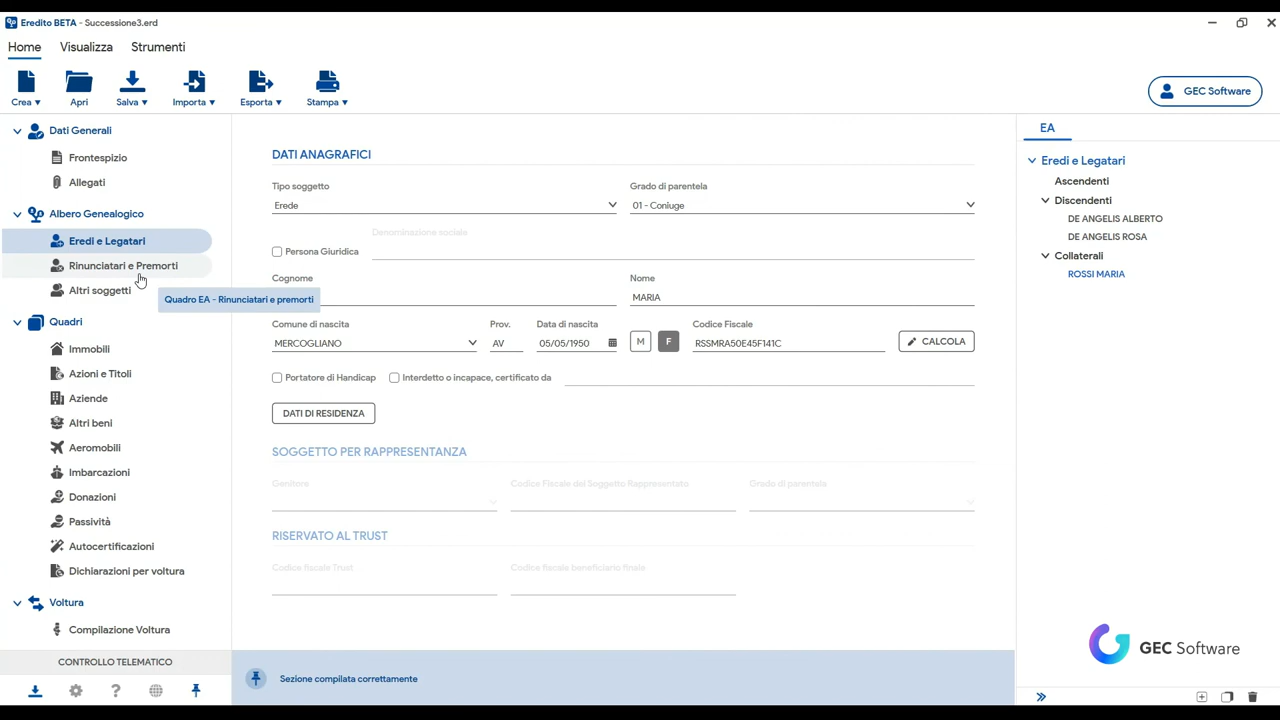 Eredito BETA - Successione3.erd
Home Visualizza Strumenti
Crea Apri Salva Importa Esporta Stampa
GEC Software
Dati Generali
Frontespizio
Allegati
Albero Genealogico
Eredi e Legatari
Rinunciatari e Premorti
Altri soggetti
Quadro EA - Rinunciatari e premorti
Quadri
Immobili
Azioni e Titoli
Aziende
Altri beni
Aeromobili
Imbarcazioni
Donazioni
Passività
Autocertificazioni
Dichiarazioni per voltura
Voltura
Compilazione Voltura
CONTROLLO TELEMATICO
?
DATI ANAGRAFICI
Tipo soggetto Grado di parentela
Erede 01 - Coniuge
Denominazione sociale
Persona Giuridica
Cognome Nome
MARIA
Comune di nascita Prov. Data di nascita Codice Fiscale
MERCOGLIANO AV 05/05/1950 M F RSSMRA50E45F141C CALCOLA
Portatore di Handicap Interdetto o incapace, certificato da
DATI DI RESIDENZA
SOGGETTO PER RAPPRESENTANZA
Genitore Codice Fiscale del Soggetto Rappresentato Grado di parentela
RISERVATO AL TRUST
Codice fiscale Trust Codice fiscale beneficiario finale
Sezione compilata correttamente
EA
Eredi e Legatari
Ascendenti
Discendenti
DE ANGELIS ALBERTO
DE ANGELIS ROSA
Collaterali
ROSSI MARIA
GEC Software